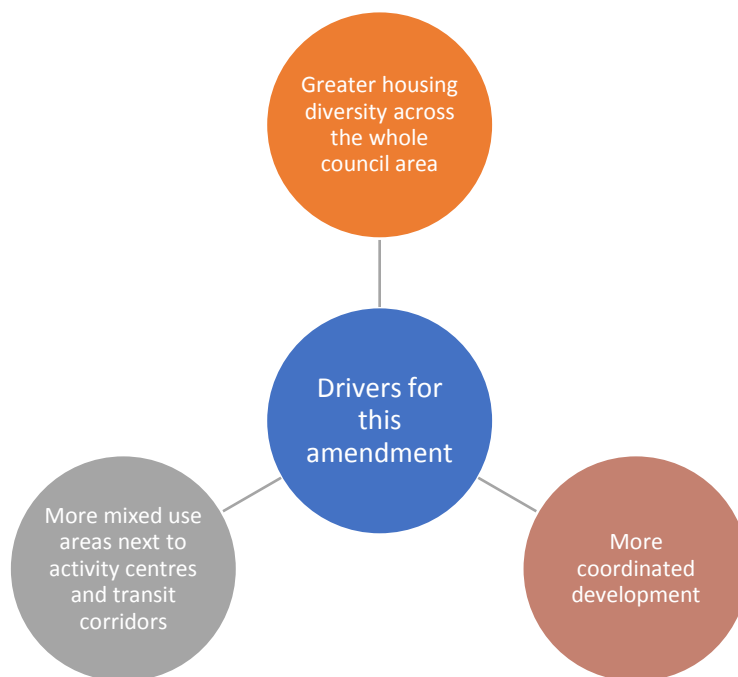 Greater housing
diversity across
the whole
council area
Drivers for
this
amendment
More mixed use
areas next to
activity centres
and transit
corridors
More
coordinated
development